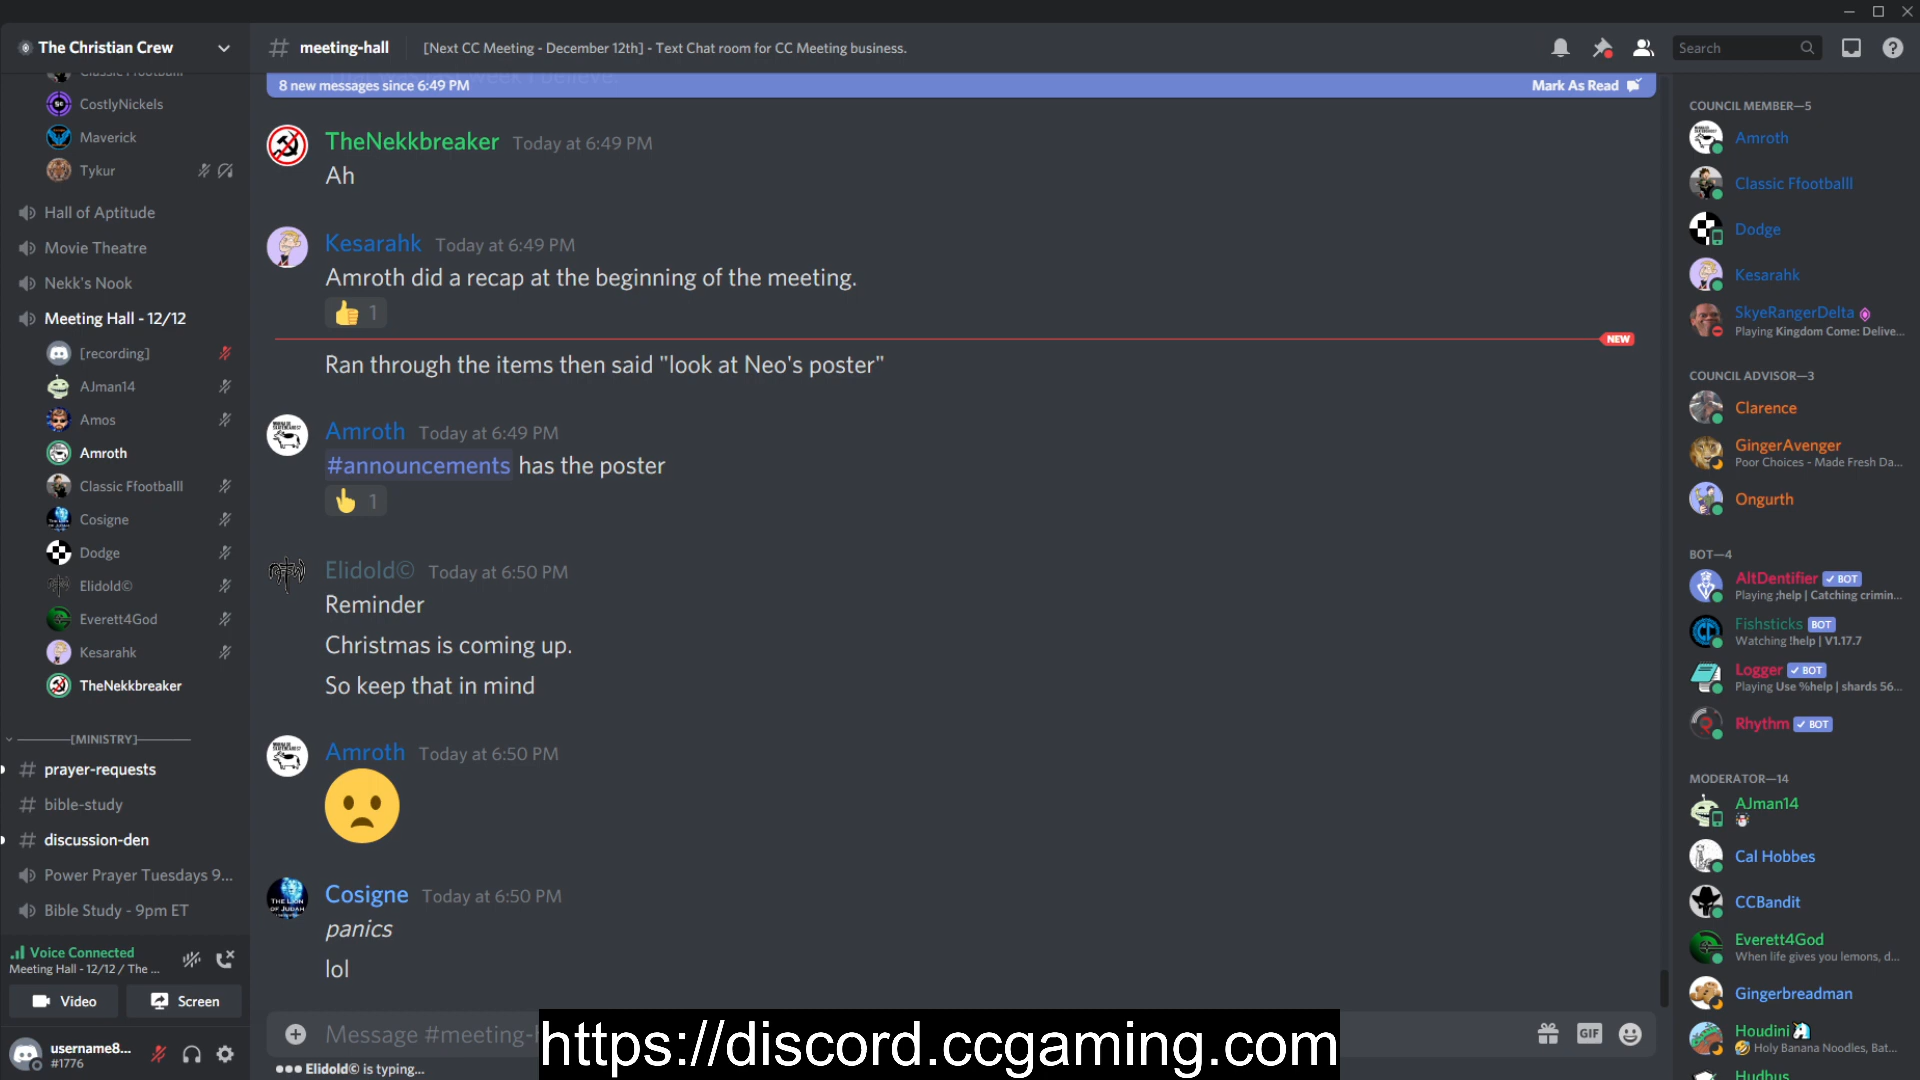 The Christian Crew
Classic Ffootballl
CostlyNickels
Maverick
Tykur
Hall of Aptitude
Movie Theatre
Nekk's Nook
Meeting Hall - 12/12
[recording]
AJman14
Amos
Amroth
Classic Ffootballl
Cosigne
Dodge
Elidold©
Everett4God
Kesarahk
TheNekkbreaker
[MINISTRY]
prayer-requests
bible-study
discussion-den
Power Prayer Tuesdays 9...
Bible Study - 9pm ET
Voice Connected
Meeting Hall - 12/12 / The ...
Video
Screen
username8...
#1776
meeting-hall
[Next CC Meeting - December 12th] - Text Chat room for CC Meeting business.
Search
8 new messages since 6:49 PM
Mark As Read
TheNekkbreaker Today at 6:49 PM
Ah
Kesarahk Today at 6:49 PM
Amroth did a recap at the beginning of the meeting.
1
NEW
Ran through the items then said "look at Neo's poster"
Amroth Today at 6:49 PM
#announcements has the poster
1
Elidold© Today at 6:50 PM
Reminder
Christmas is coming up.
So keep that in mind
Amroth Today at 6:50 PM
Cosigne Today at 6:50 PM
panics
lol
Message #meeting-
GIF
https://discord.ccgaming.com
Elidold© is typing...
COUNCIL MEMBER—5
Amroth
Classic Ffootballl
Dodge
Kesarahk
SkyeRangerDelta
Playing Kingdom Come: Delive...
COUNCIL ADVISOR—3
Clarence
GingerAvenger
Poor Choices - Made Fresh Da...
Ongurth
BOT—4
AltDentifier BOT
Playing ;help | Catching crimin...
Fishsticks BOT
Watching !help | V1.17.7
Logger BOT
Playing Use %help | shards 56...
Rhythm BOT
MODERATOR—14
AJman14
Cal Hobbes
CCBandit
Everett4God
When life gives you lemons, d...
Gingerbreadman
Houdini
Holy Banana Noodles, Bat...
Hudbus